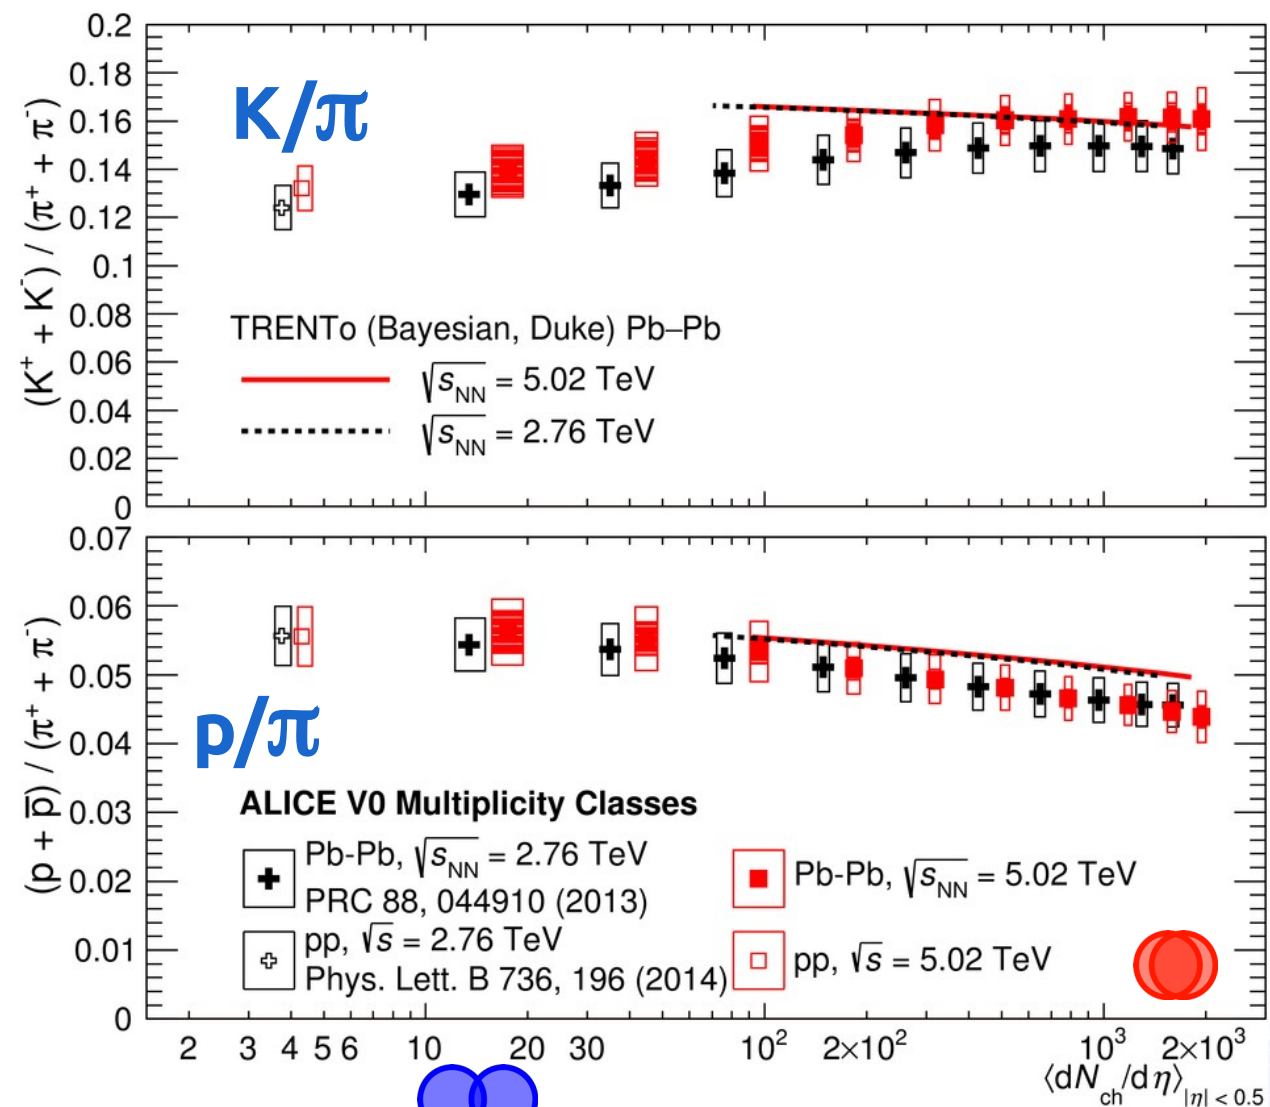 0.2
0.18
0.16
0.14
0.12
0.1
0.08
0.06
0.04
0.02
0
(K⁺ + K⁻) / (π⁺ + π⁻)
K/π
TRENTo (Bayesian, Duke) Pb–Pb
√s_NN = 5.02 TeV
√s_NN = 2.76 TeV
0.07
0.06
0.05
0.04
0.03
0.02
0.01
0
(p + p̅) / (π⁺ + π⁻)
p/π
ALICE V0 Multiplicity Classes
Pb-Pb, √s_NN = 2.76 TeV
PRC 88, 044910 (2013)
pp, √s = 2.76 TeV
Phys. Lett. B 736, 196 (2014)
Pb-Pb, √s_NN = 5.02 TeV
pp, √s = 5.02 TeV
2 3 4 5 6 10 20 30 10² 2×10² 10³ 2×10³
⟨dN_ch/dη⟩_|η| < 0.5